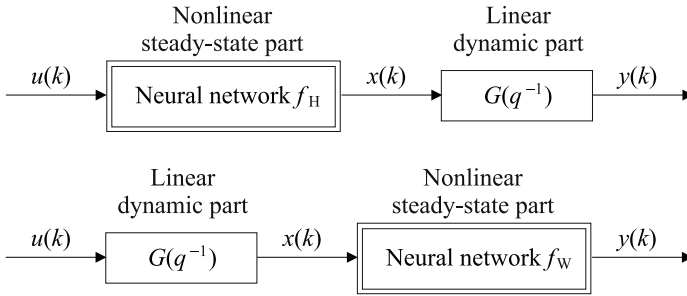 Nonlinear
steady-state part
Linear
dynamic part
u(k)
Neural network f_H
x(k)
G(q⁻¹)
y(k)
Linear
dynamic part
Nonlinear
steady-state part
u(k)
G(q⁻¹)
x(k)
Neural network f_W
y(k)